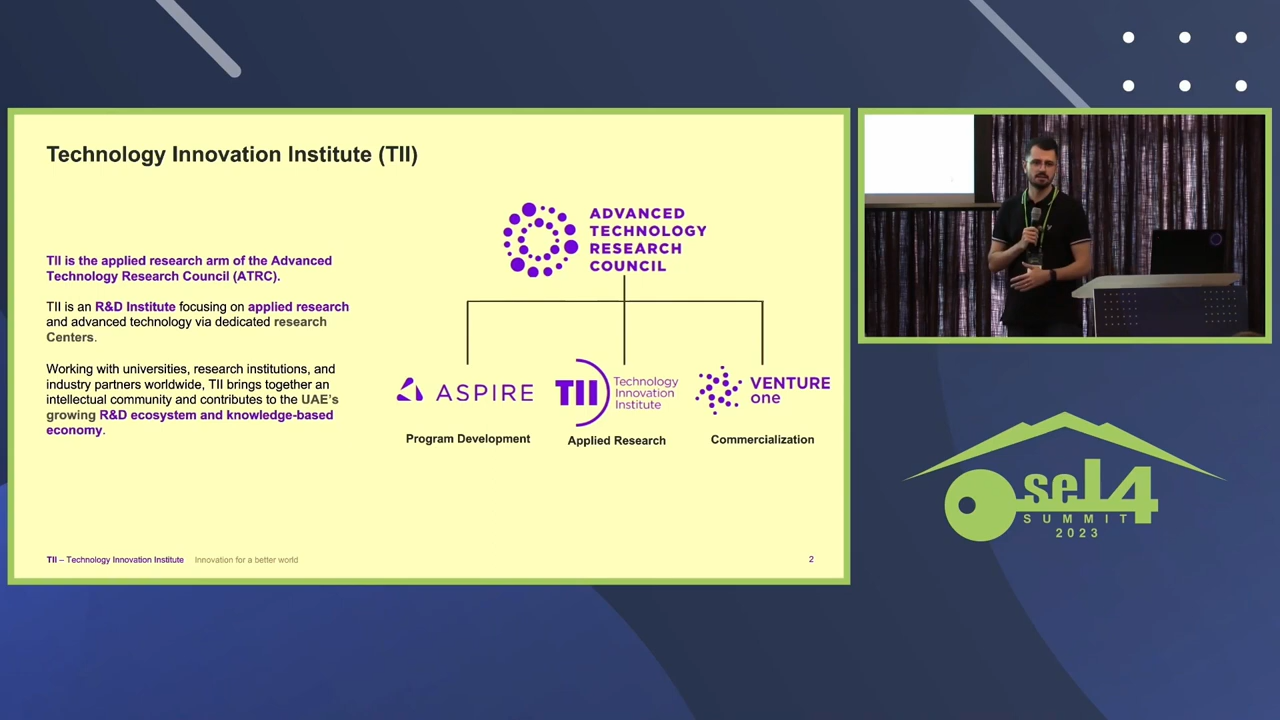 Technology Innovation Institute (TII)
TII is the applied research arm of the Advanced
Technology Research Council (ATRC).
TII is an R&D Institute focusing on applied research
and advanced technology via dedicated research
Centers.
Working with universities, research institutions, and
industry partners worldwide, TII brings together an
intellectual community and contributes to the UAE's
growing R&D ecosystem and knowledge-based
economy.
ADVANCED
TECHNOLOGY
RESEARCH
COUNCIL
ASPIRE
Program Development
TII
Technology
Innovation
Institute
Applied Research
VENTURE
one
Commercialization
TII – Technology Innovation Institute Innovation for a better world
2
seL4
SUMMIT
2023